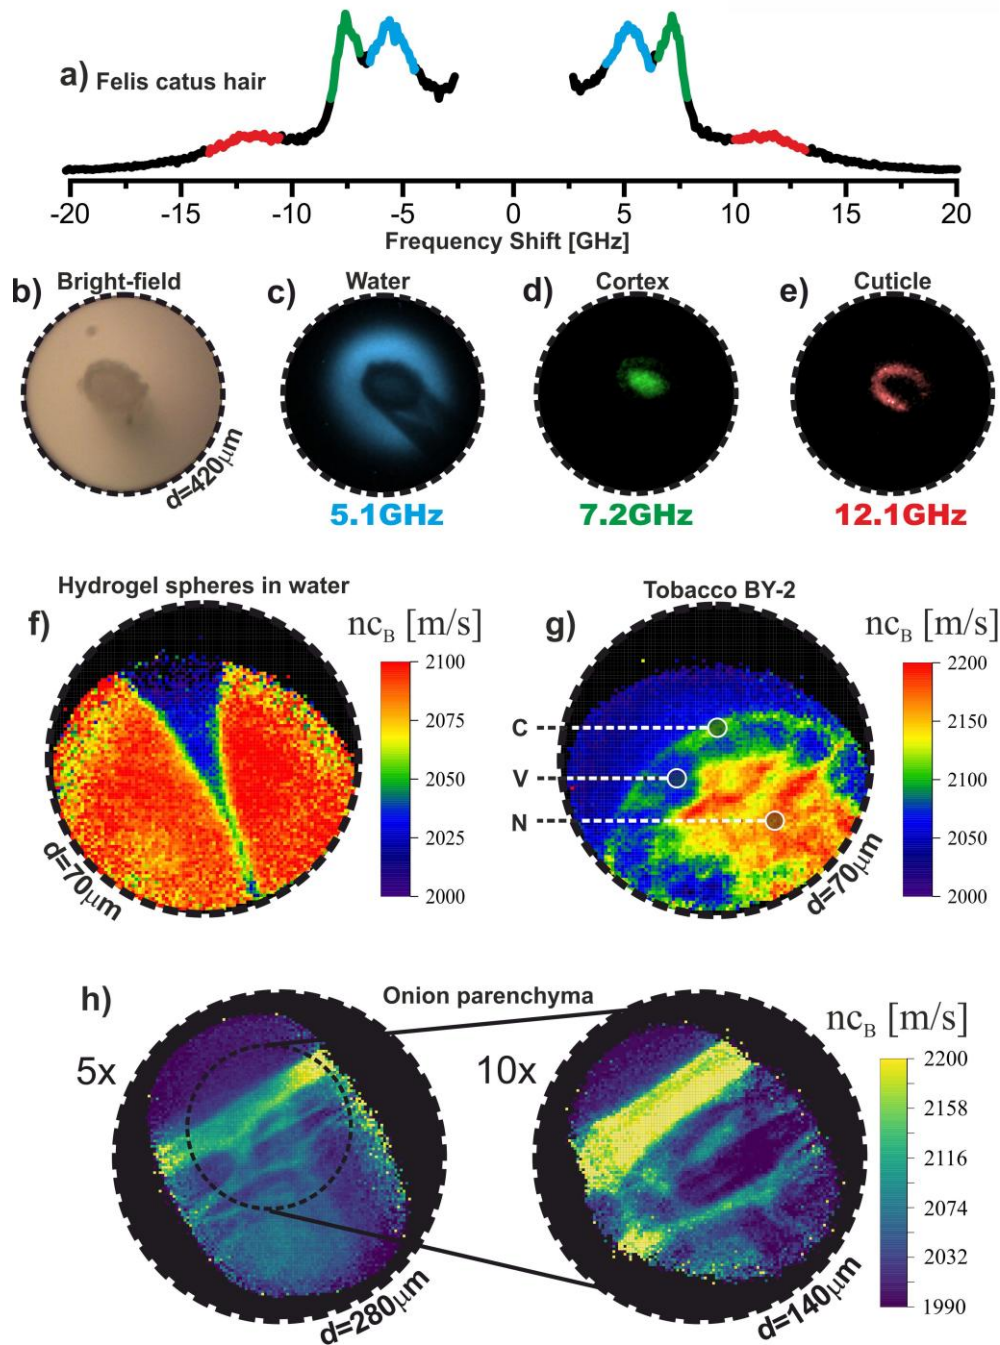 a) Felis catus hair
-20 -15 -10 -5 0 5 10 15 20
Frequency Shift [GHz]
b) Bright-field
d=420μm
c) Water
5.1GHz
d) Cortex
7.2GHz
e) Cuticle
12.1GHz
Hydrogel spheres in water
f)
d=70μm
nc_B [m/s]
2100
2075
2050
2025
2000
Tobacco BY-2
g)
C
V
N
d=70μm
nc_B [m/s]
2200
2150
2100
2050
2000
h) Onion parenchyma
5x
d=280μm
10x
d=140μm
nc_B [m/s]
2200
2158
2116
2074
2032
1990